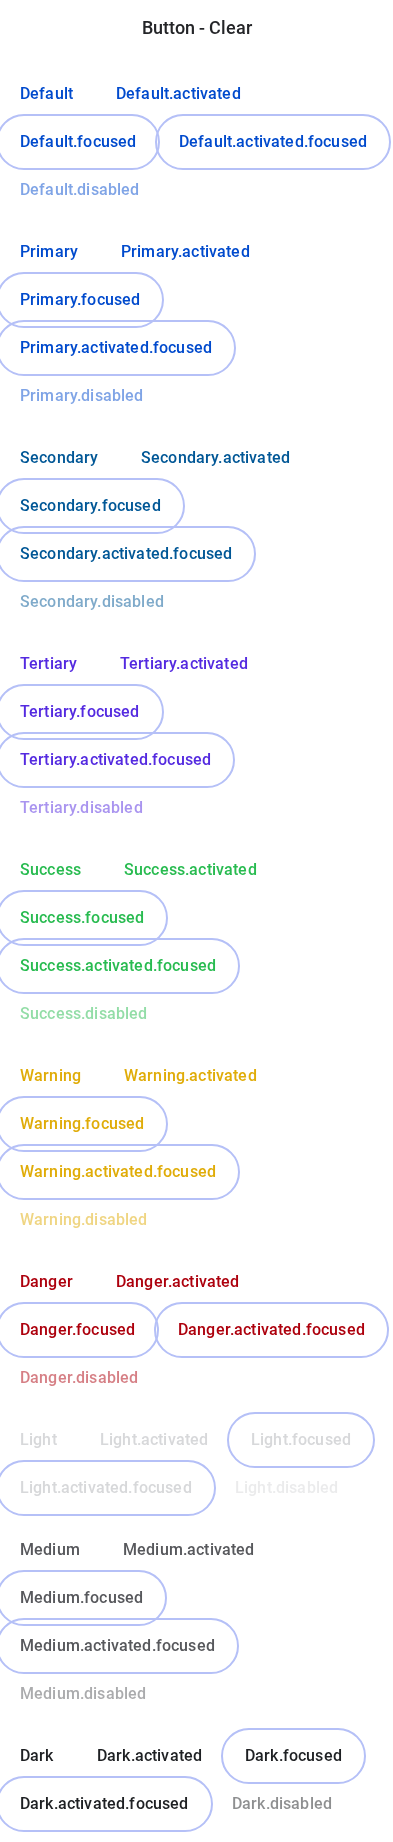 Button - Clear
Default Default.activated
Default.focused Default.activated.focused
Default.disabled
Primary Primary.activated
Primary.focused
Primary.activated.focused
Primary.disabled
Secondary Secondary.activated
Secondary.focused
Secondary.activated.focused
Secondary.disabled
Tertiary Tertiary.activated
Tertiary.focused
Tertiary.activated.focused
Tertiary.disabled
Success Success.activated
Success.focused
Success.activated.focused
Success.disabled
Warning Warning.activated
Warning.focused
Warning.activated.focused
Warning.disabled
Danger Danger.activated
Danger.focused Danger.activated.focused
Danger.disabled
Light Light.activated Light.focused
Light.activated.focused Light.disabled
Medium Medium.activated
Medium.focused
Medium.activated.focused
Medium.disabled
Dark Dark.activated Dark.focused
Dark.activated.focused Dark.disabled